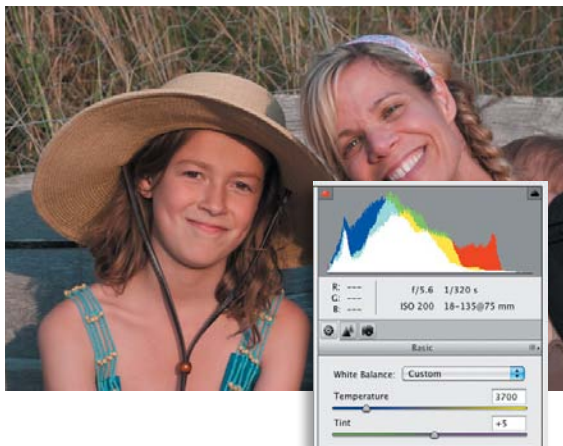 R: ---
G: ---
B: ---
f/5.6 1/320 s
ISO 200 18-135@75 mm
Basic
White Balance: Custom
Temperature 3700
Tint +5